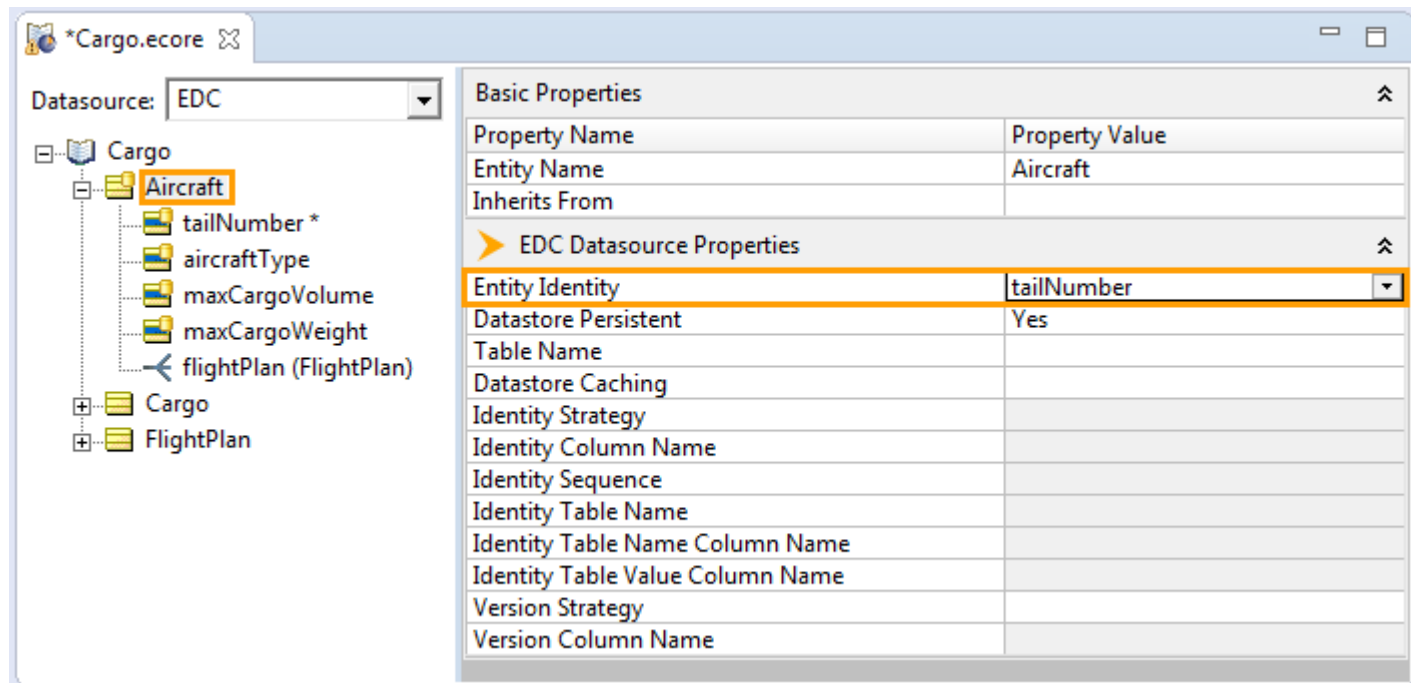 *Cargo.ecore
Datasource: EDC
Cargo
Aircraft
tailNumber *
aircraftType
maxCargoVolume
maxCargoWeight
flightPlan (FlightPlan)
Cargo
FlightPlan
Basic Properties
Property Name Property Value
Entity Name Aircraft
Inherits From
EDC Datasource Properties
Entity Identity tailNumber
Datastore Persistent Yes
Table Name
Datastore Caching
Identity Strategy
Identity Column Name
Identity Sequence
Identity Table Name
Identity Table Name Column Name
Identity Table Value Column Name
Version Strategy
Version Column Name